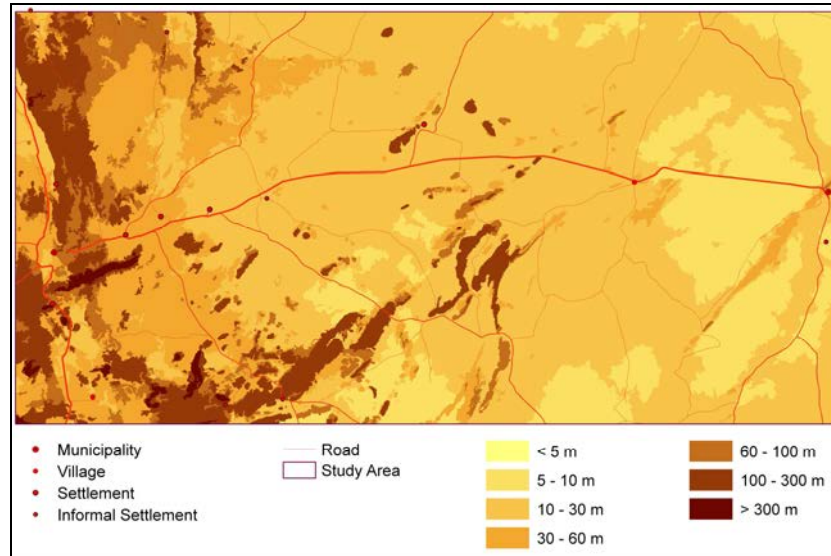 Municipality
Village
Settlement
Informal Settlement
Road
Study Area
< 5 m
5 - 10 m
10 - 30 m
30 - 60 m
60 - 100 m
100 - 300 m
> 300 m